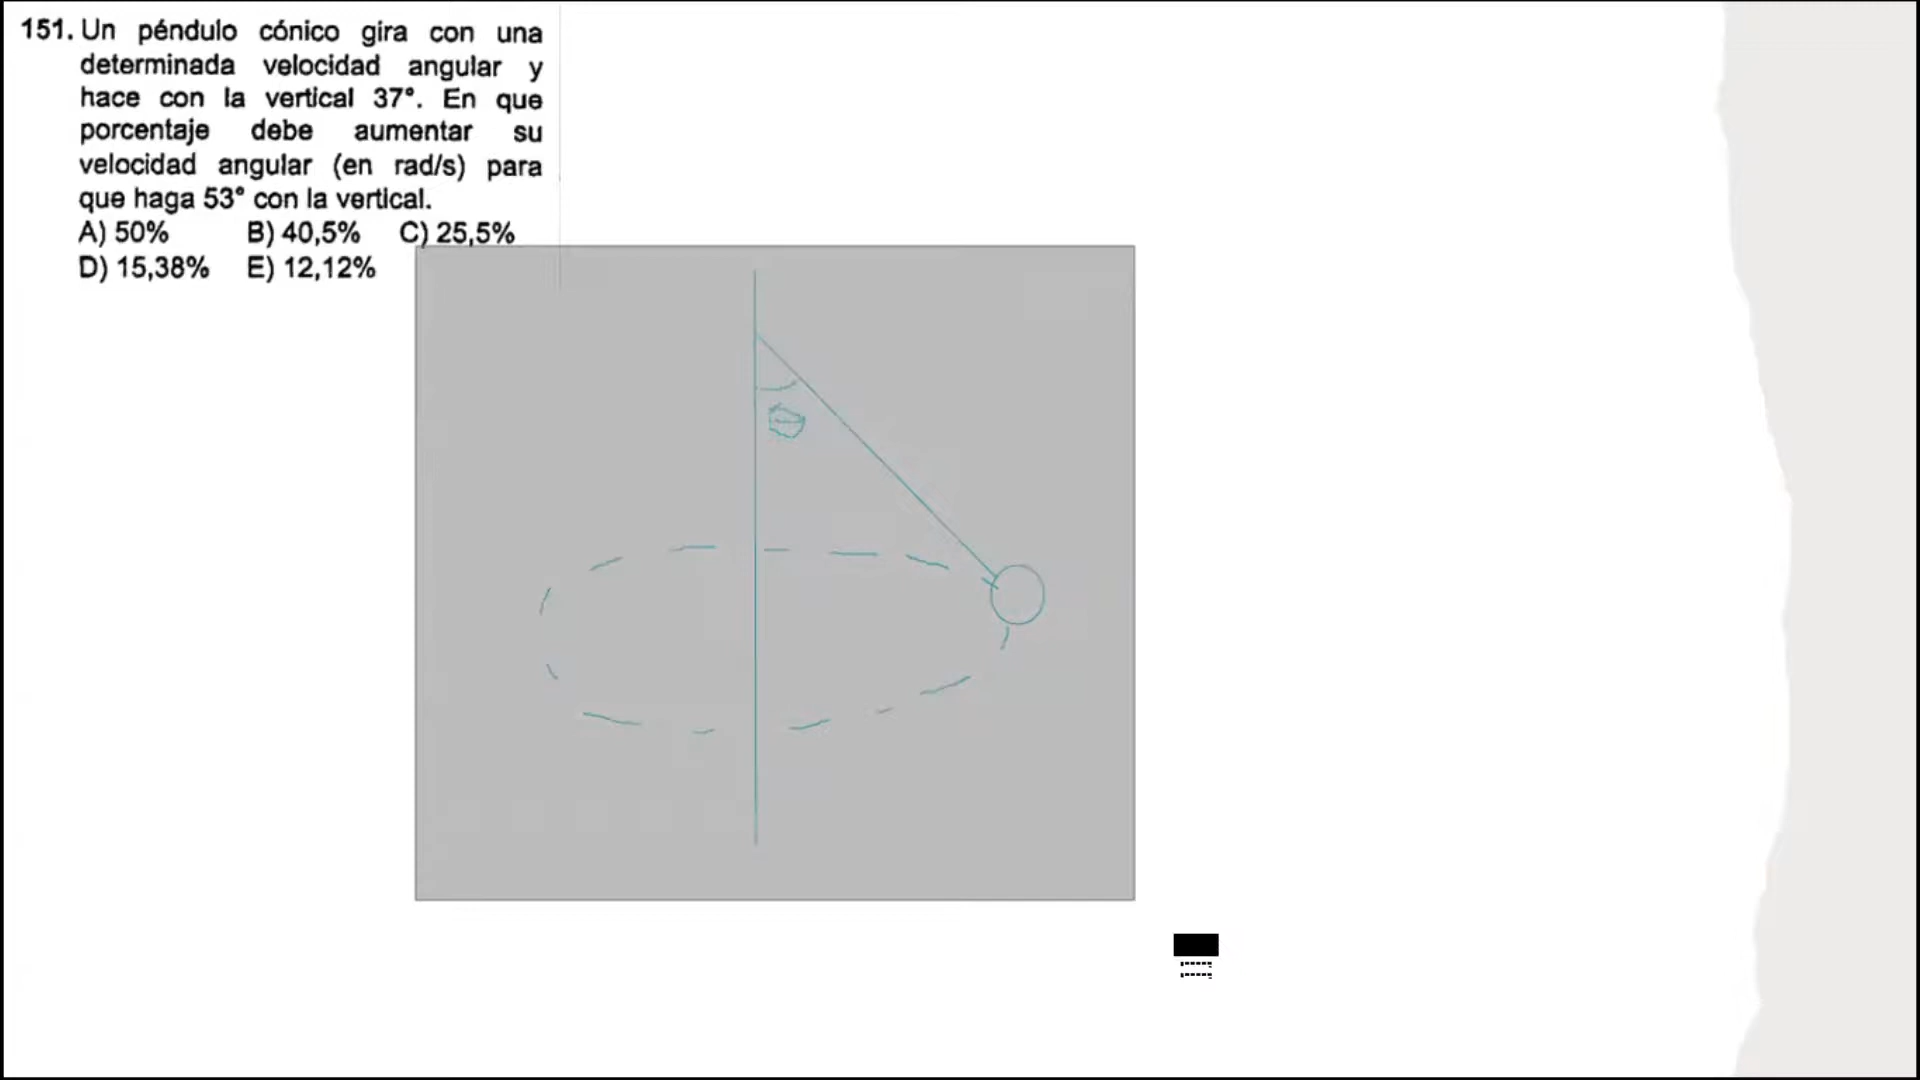 151. Un péndulo cónico gira con una
determinada velocidad angular y
hace con la vertical 37°. En que
porcentaje debe aumentar su
velocidad angular (en rad/s) para
que haga 53° con la vertical.
A) 50% B) 40,5% C) 25,5%
D) 15,38% E) 12,12%
θ